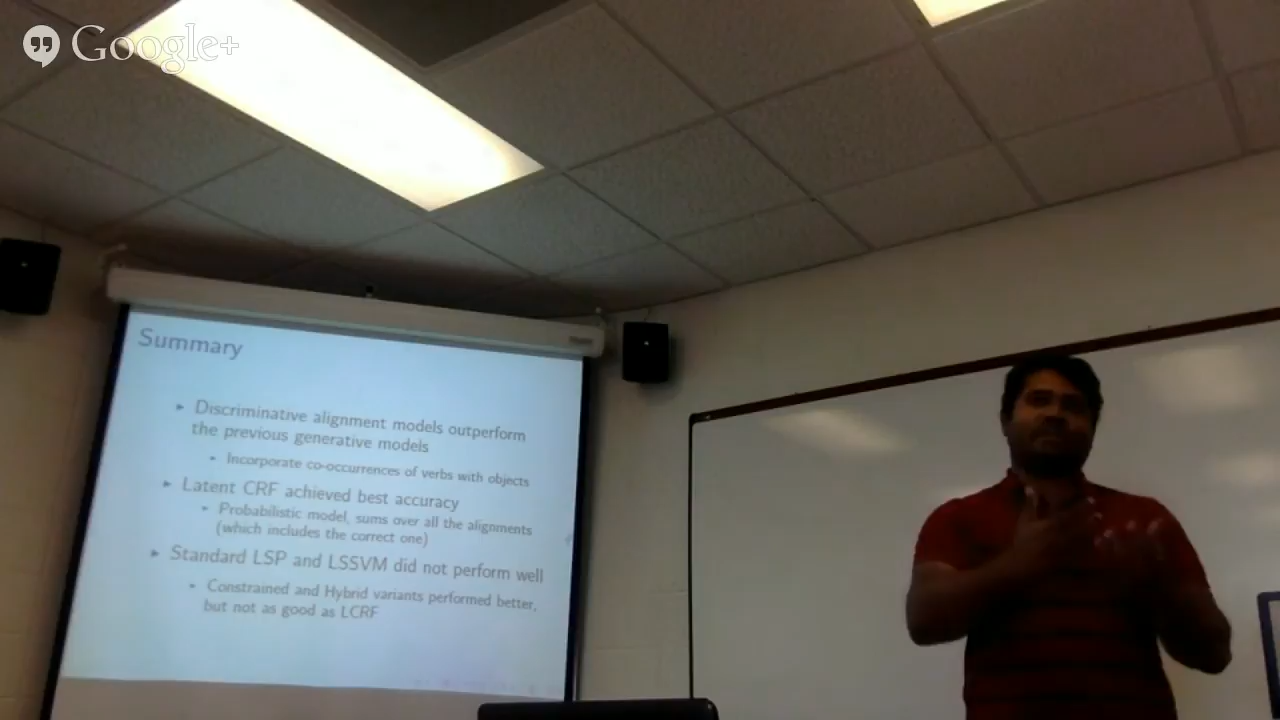 Google+
Summary
Discriminative alignment models outperform
the previous generative models
Incorporate co-occurrences of verbs with objects
Latent CRF achieved best accuracy
Probabilistic model, sums over all the alignments
(which includes the correct one)
Standard LSP and LSSVM did not perform well
Constrained and Hybrid variants performed better,
but not as good as LCRF